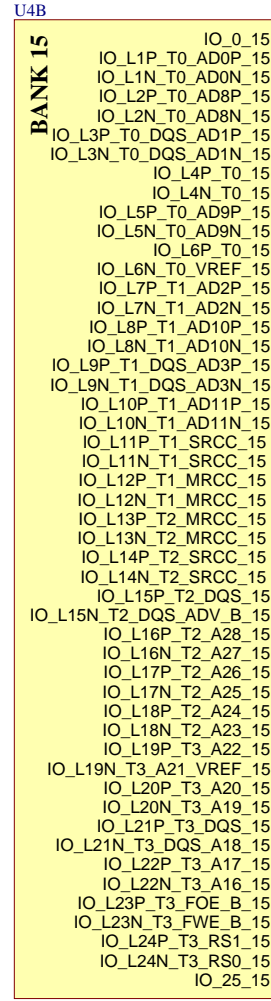 U4B
BANK 15
IO_0_15
IO_L1P_T0_AD0P_15
IO_L1N_T0_AD0N_15
IO_L2P_T0_AD8P_15
IO_L2N_T0_AD8N_15
IO_L3P_T0_DQS_AD1P_15
IO_L3N_T0_DQS_AD1N_15
IO_L4P_T0_15
IO_L4N_T0_15
IO_L5P_T0_AD9P_15
IO_L5N_T0_AD9N_15
IO_L6P_T0_15
IO_L6N_T0_VREF_15
IO_L7P_T1_AD2P_15
IO_L7N_T1_AD2N_15
IO_L8P_T1_AD10P_15
IO_L8N_T1_AD10N_15
IO_L9P_T1_DQS_AD3P_15
IO_L9N_T1_DQS_AD3N_15
IO_L10P_T1_AD11P_15
IO_L10N_T1_AD11N_15
IO_L11P_T1_SRCC_15
IO_L11N_T1_SRCC_15
IO_L12P_T1_MRCC_15
IO_L12N_T1_MRCC_15
IO_L13P_T2_MRCC_15
IO_L13N_T2_MRCC_15
IO_L14P_T2_SRCC_15
IO_L14N_T2_SRCC_15
IO_L15P_T2_DQS_15
IO_L15N_T2_DQS_ADV_B_15
IO_L16P_T2_A28_15
IO_L16N_T2_A27_15
IO_L17P_T2_A26_15
IO_L17N_T2_A25_15
IO_L18P_T2_A24_15
IO_L18N_T2_A23_15
IO_L19P_T3_A22_15
IO_L19N_T3_A21_VREF_15
IO_L20P_T3_A20_15
IO_L20N_T3_A19_15
IO_L21P_T3_DQS_15
IO_L21N_T3_DQS_A18_15
IO_L22P_T3_A17_15
IO_L22N_T3_A16_15
IO_L23P_T3_FOE_B_15
IO_L23N_T3_FWE_B_15
IO_L24P_T3_RS1_15
IO_L24N_T3_RS0_15
IO_25_15